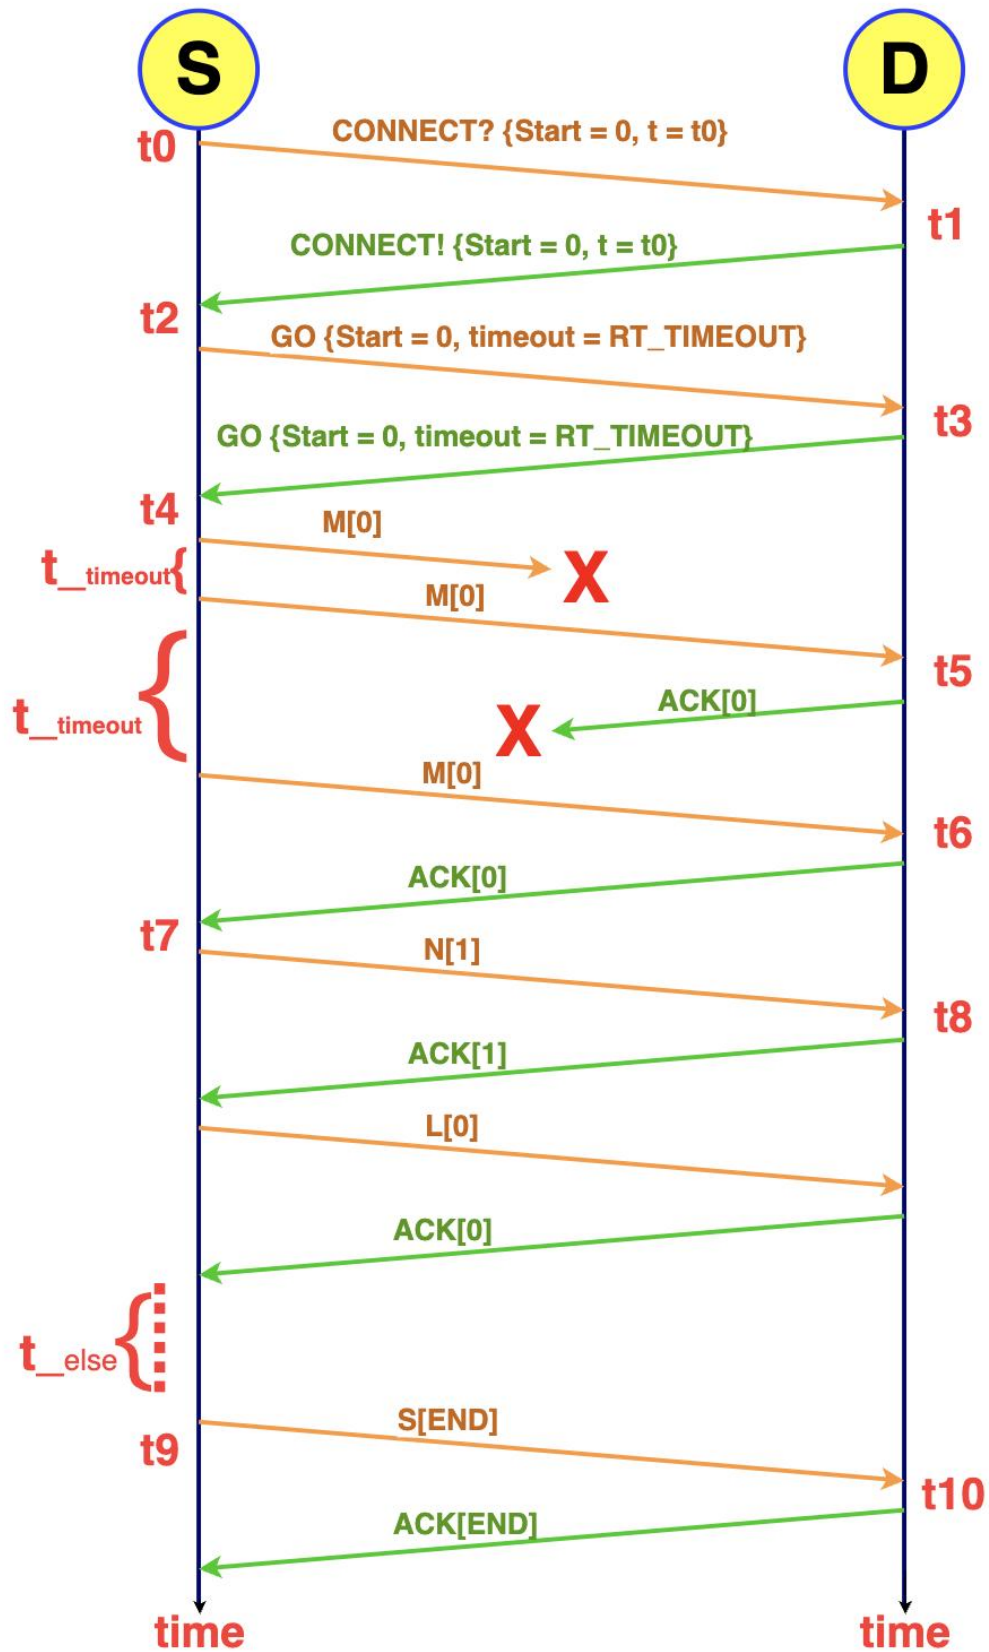 S
D
t0
CONNECT? {Start = 0, t = t0}
t1
CONNECT! {Start = 0, t = t0}
t2
GO {Start = 0, timeout = RT_TIMEOUT}
t3
GO {Start = 0, timeout = RT_TIMEOUT}
t4
M[0]
t_timeout{
X
M[0]
t5
t_timeout
ACK[0]
X
M[0]
t6
ACK[0]
t7
N[1]
t8
ACK[1]
L[0]
ACK[0]
t_else
S[END]
t9
t10
ACK[END]
time
time